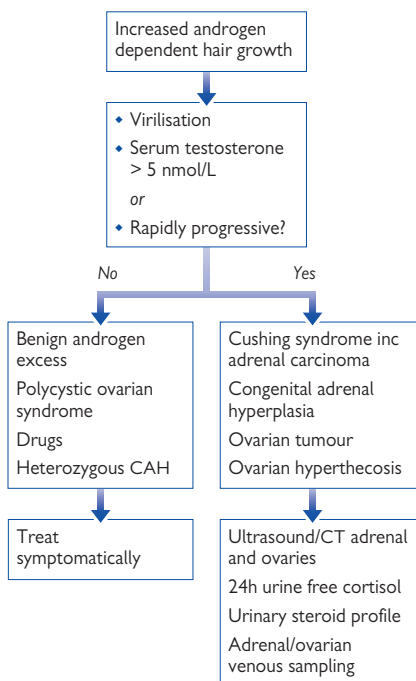 Increased androgen
dependent hair growth
◆ Virilisation
◆ Serum testosterone
> 5 nmol/L
or
◆ Rapidly progressive?
No
Yes
Benign androgen
excess
Polycystic ovarian
syndrome
Drugs
Heterozygous CAH
Cushing syndrome inc
adrenal carcinoma
Congenital adrenal
hyperplasia
Ovarian tumour
Ovarian hyperthecosis
Treat
symptomatically
Ultrasound/CT adrenal
and ovaries
24h urine free cortisol
Urinary steroid profile
Adrenal/ovarian
venous sampling